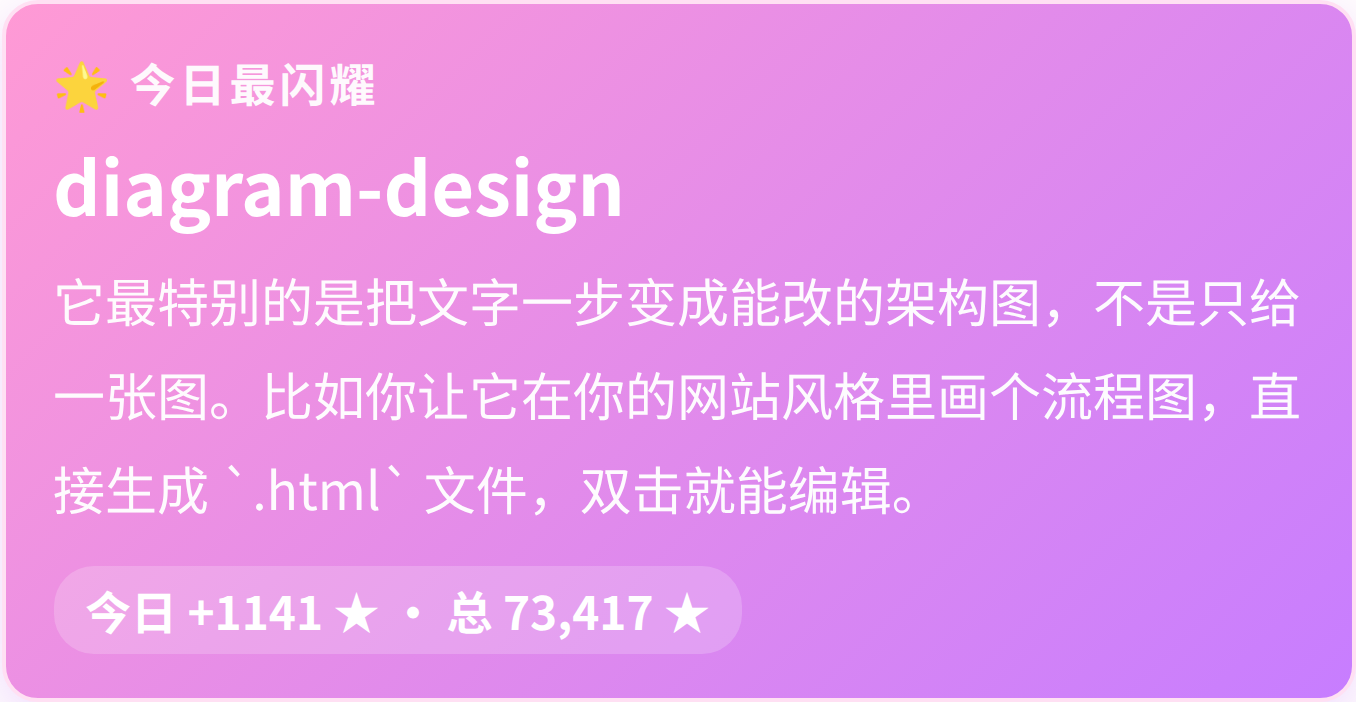 🌟 今日最闪耀
diagram-design
它最特别的是把文字一步变成能改的架构图，不是只给
一张图。比如你让它在你的网站风格里画个流程图，直
接生成 `.html` 文件，双击就能编辑。
今日 +1141 ★ · 总 73,417 ★